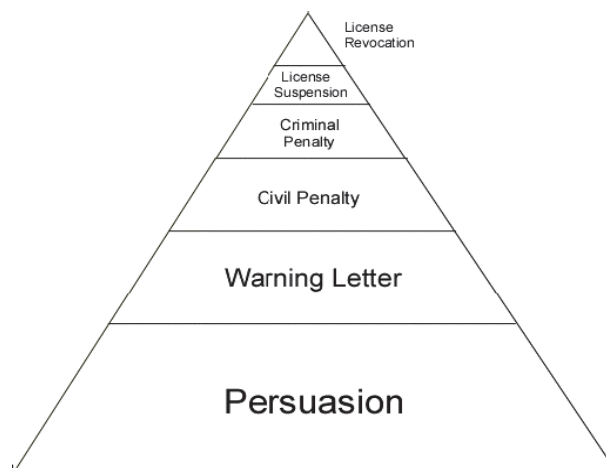 License
Revocation
License
Suspension
Criminal
Penalty
Civil Penalty
Warning Letter
Persuasion